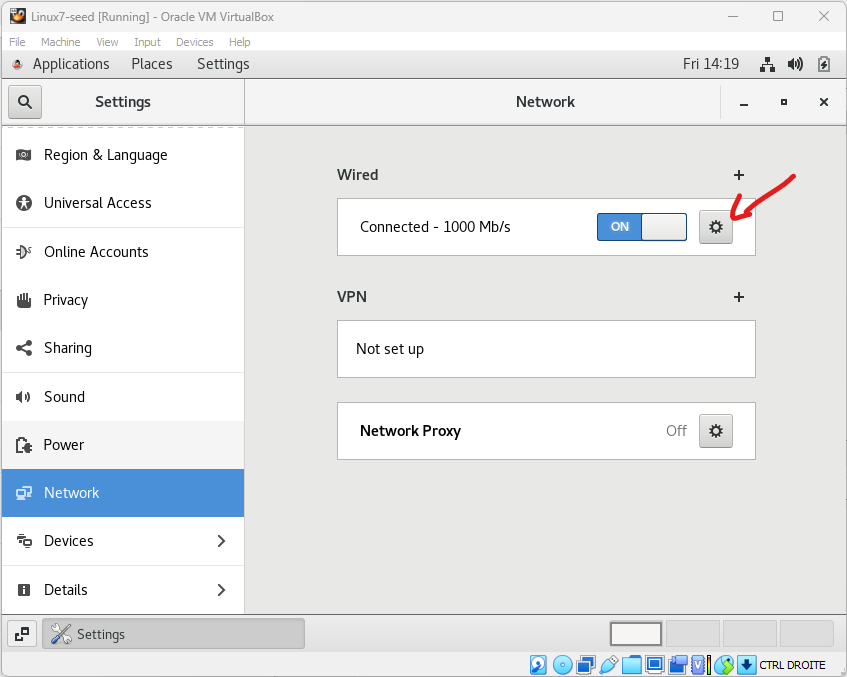 Linux7-seed [Running] - Oracle VM VirtualBox
File Machine View Input Devices Help
Applications Places Settings Fri 14:19
Settings Network
Region & Language
Universal Access
Online Accounts
Privacy
Sharing
Sound
Power
Network
Devices
Details
Wired
Connected - 1000 Mb/s ON
VPN
Not set up
Network Proxy Off
Settings
CTRL DROITE